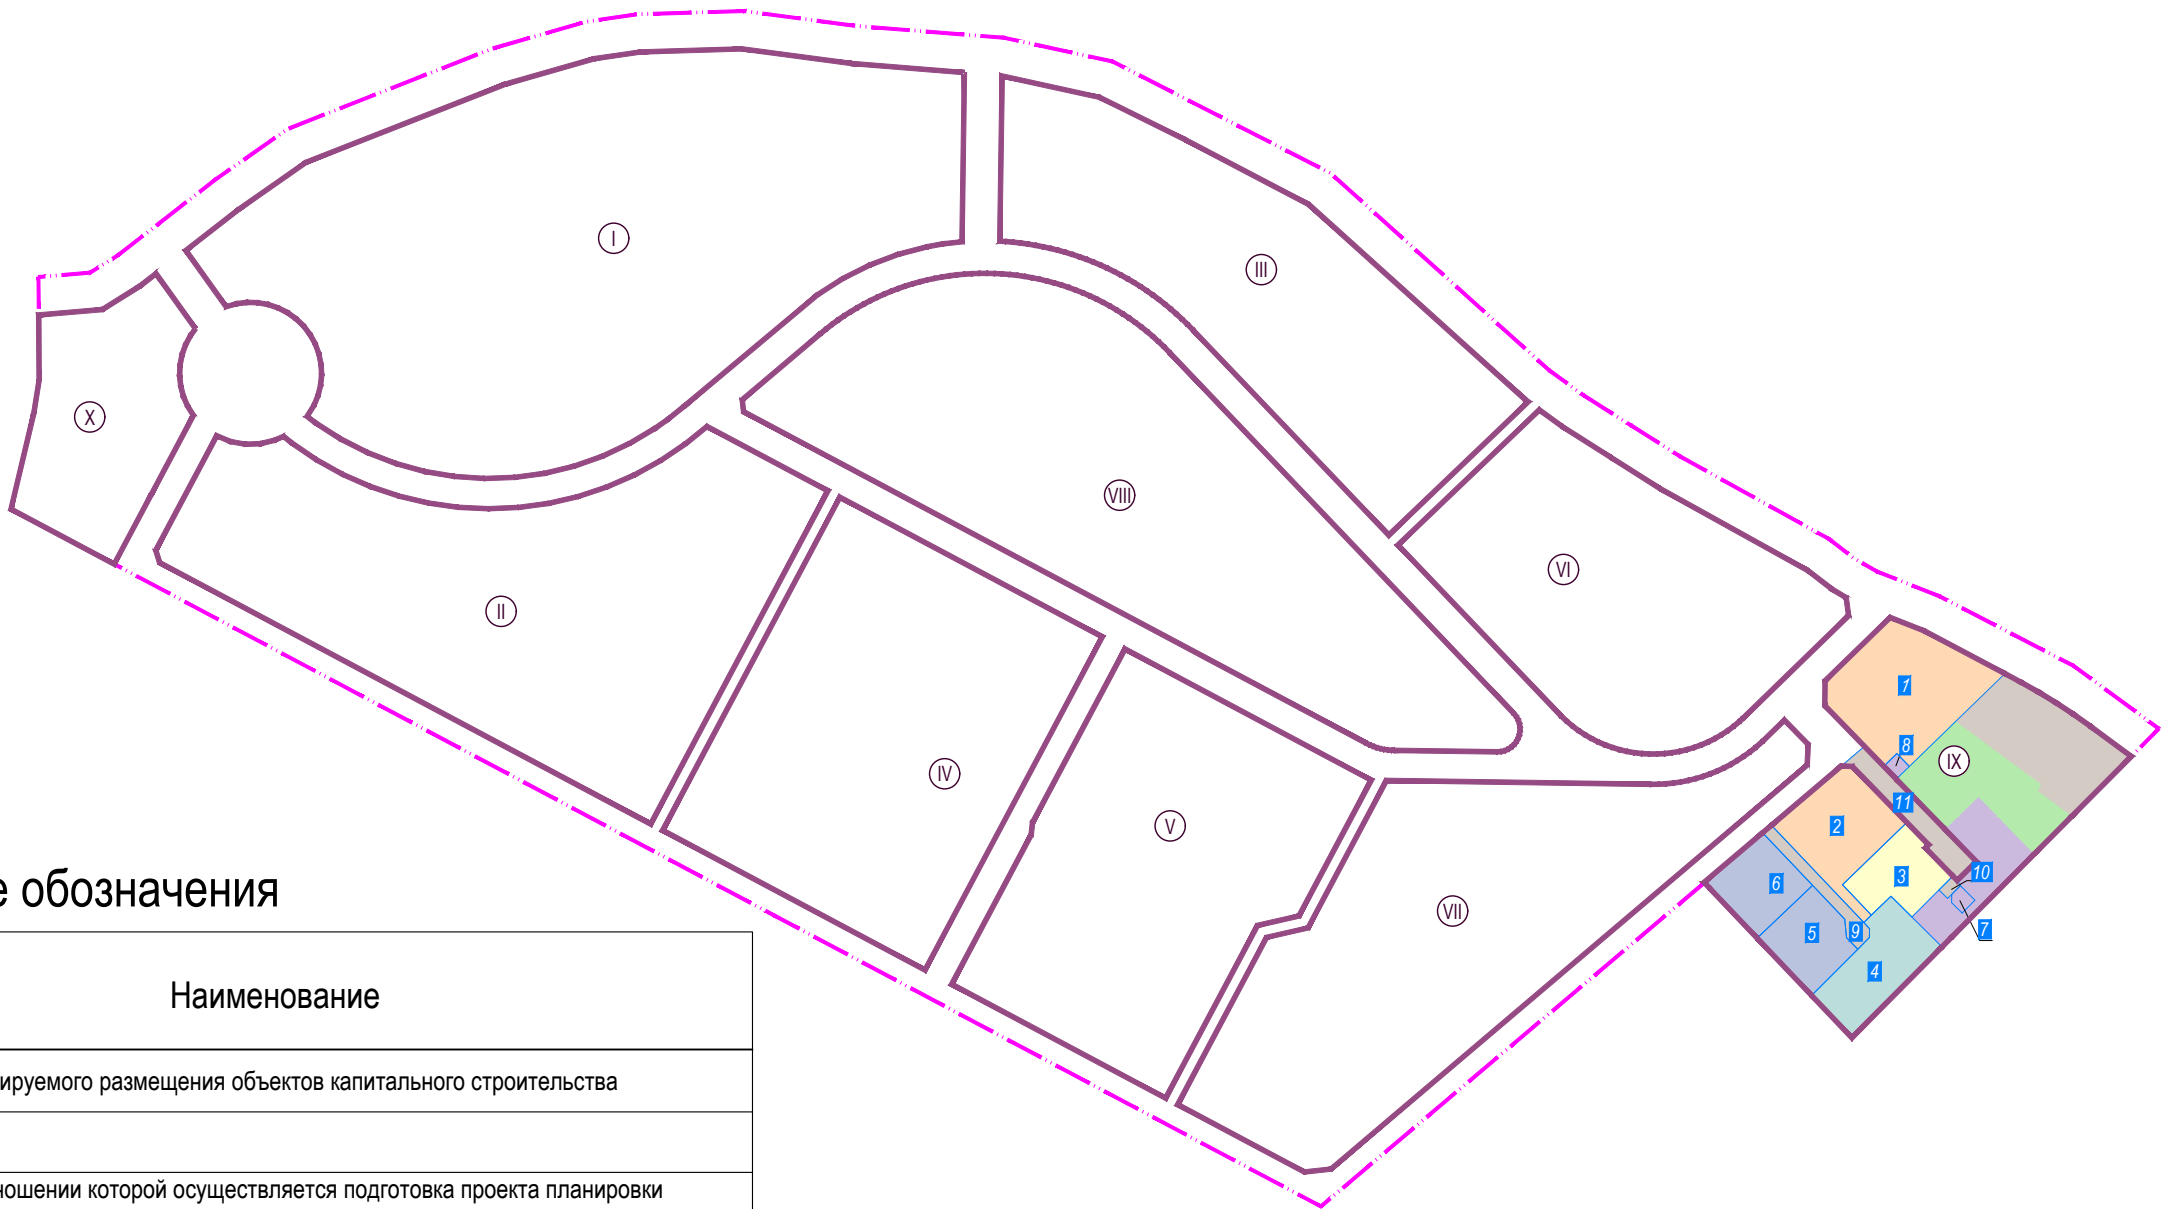 I
III
X
VIII
VI
II
1
8
IX
IV
11
V
2
3
10
6
VII
9
5
7
4
е обозначения
Наименование
ируемого размещения объектов капитального строительства
ношении которой осуществляется подготовка проекта планировки